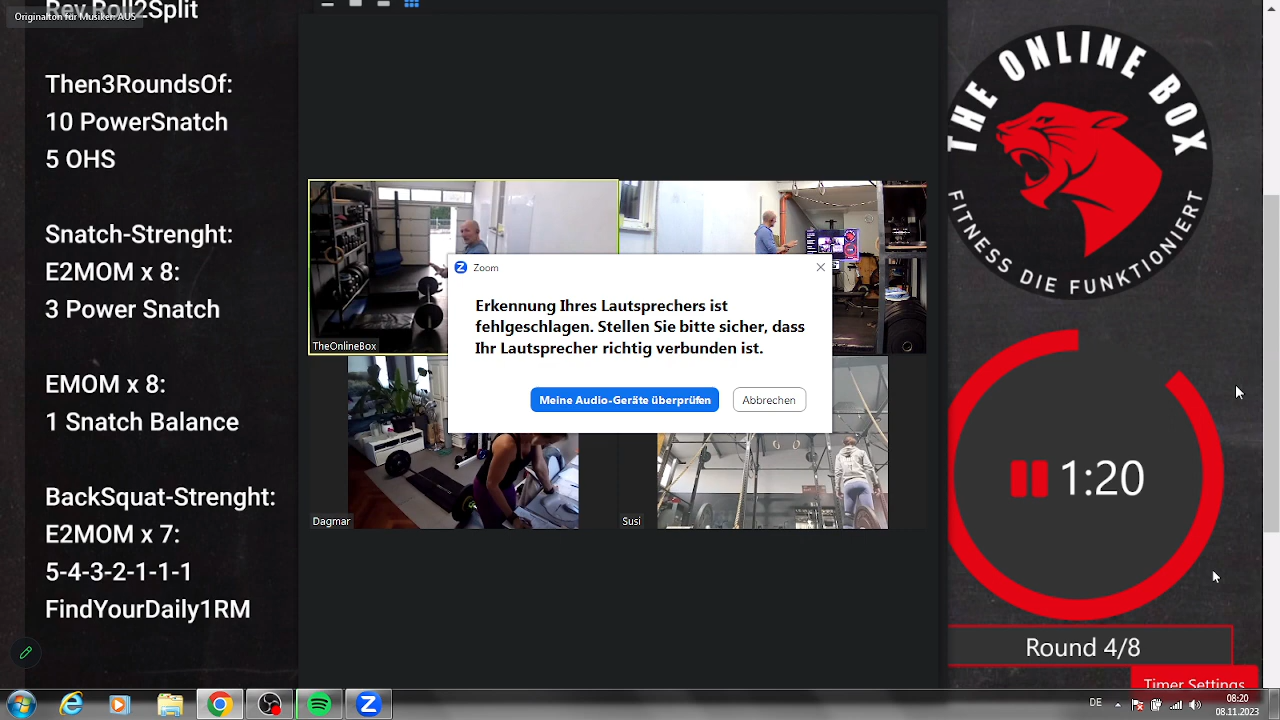 Rev.Roll2Split
Originalton für Musiker: AUS
Then3RoundsOf:
10 PowerSnatch
5 OHS
Snatch-Strenght:
E2MOM x 8:
3 Power Snatch
EMOM x 8:
1 Snatch Balance
BackSquat-Strenght:
E2MOM x 7:
5-4-3-2-1-1-1
FindYourDaily1RM
TheOnlineBox
Dagmar
Susi
Zoom
Erkennung Ihres Lautsprechers ist
fehlgeschlagen. Stellen Sie bitte sicher, dass
Ihr Lautsprecher richtig verbunden ist.
Meine Audio-Geräte überprüfen
Abbrechen
THE ONLINE BOX
FITNESS DIE FUNKTIONIERT
1:20
Round 4/8
Timer Settings
DE
08:20
08.11.2023